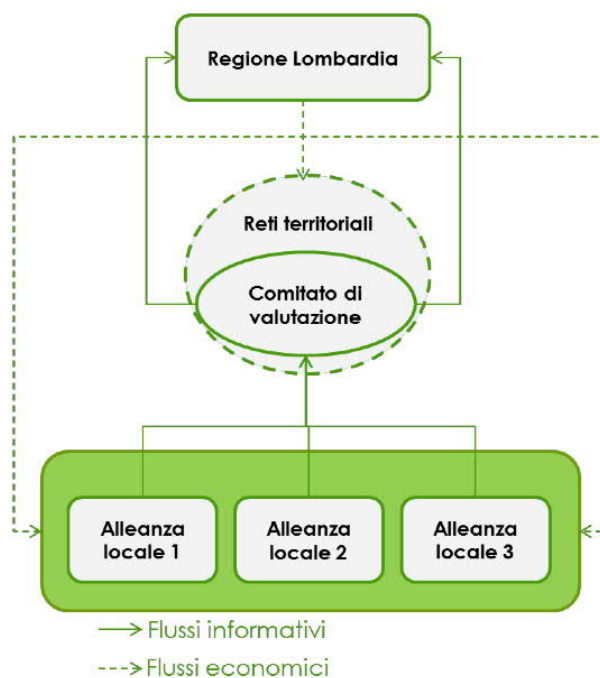 Regione Lombardia
Reti territoriali
Comitato di
valutazione
Alleanza
locale 1
Alleanza
locale 2
Alleanza
locale 3
Flussi informativi
Flussi economici